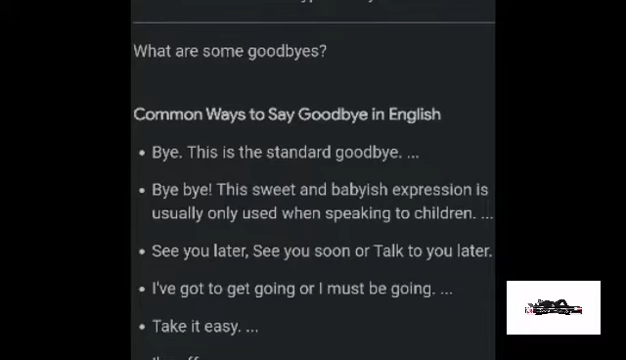 What are some goodbyes?
Common Ways to Say Goodbye in English
• Bye. This is the standard goodbye. ...
• Bye bye! This sweet and babyish expression is
usually only used when speaking to children. ...
• See you later, See you soon or Talk to you later.
• I've got to get going or I must be going. ...
• Take it easy. ...